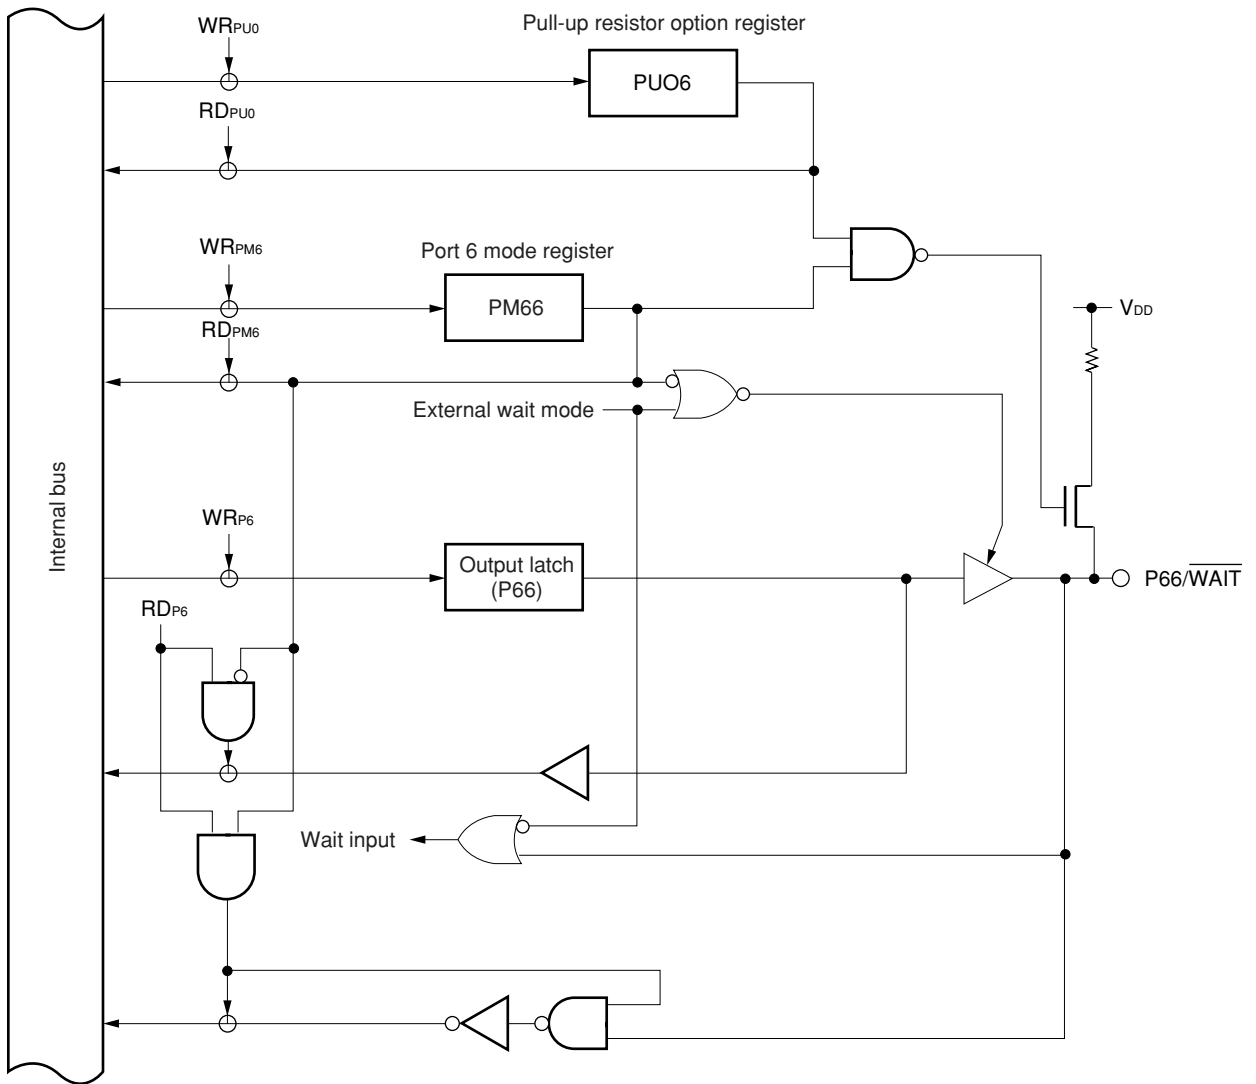 Pull-up resistor option register
WRPU0
PUO6
RDPU0
WRPM6
Port 6 mode register
PM66
RDPM6
VDD
External wait mode
Internal bus
WRP6
Output latch
(P66)
P66/WAIT
RDP6
Wait input